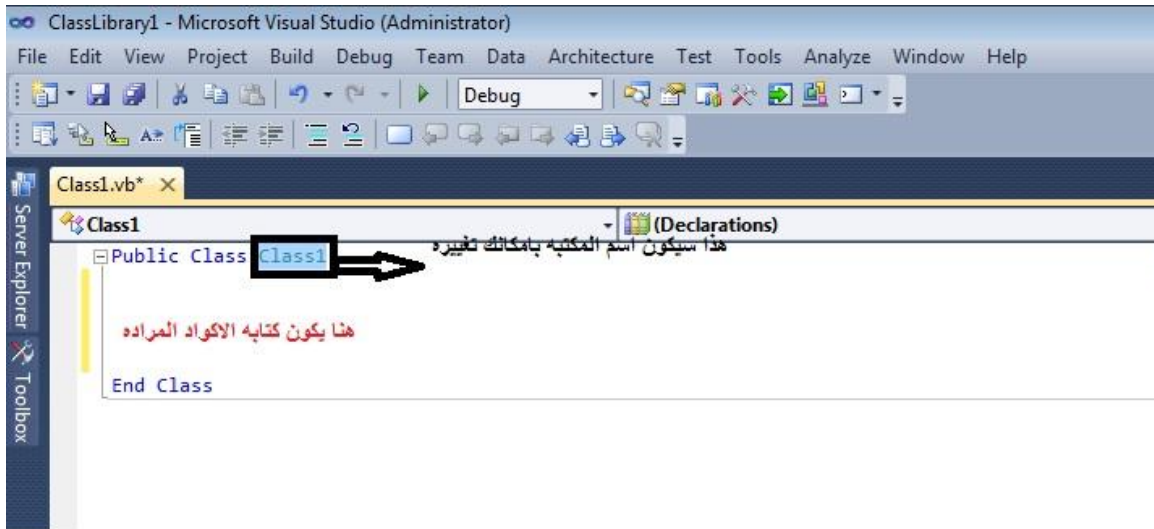 ClassLibrary1 - Microsoft Visual Studio (Administrator)
File Edit View Project Build Debug Team Data Architecture Test Tools Analyze Window Help
Debug
Class1.vb*
Class1
(Declarations)
هذا سيكون اسم المكتبه بامكانك تغييره
Public Class Class1
هنا يكون كتابه الاكواد المراده
End Class
Server Explorer
Toolbox